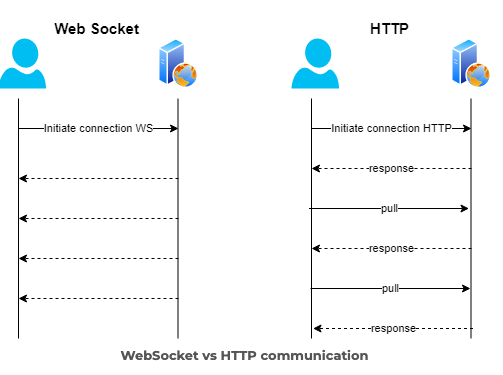 Web Socket
HTTP
Initiate connection WS
Initiate connection HTTP
response
pull
response
pull
response
WebSocket vs HTTP communication